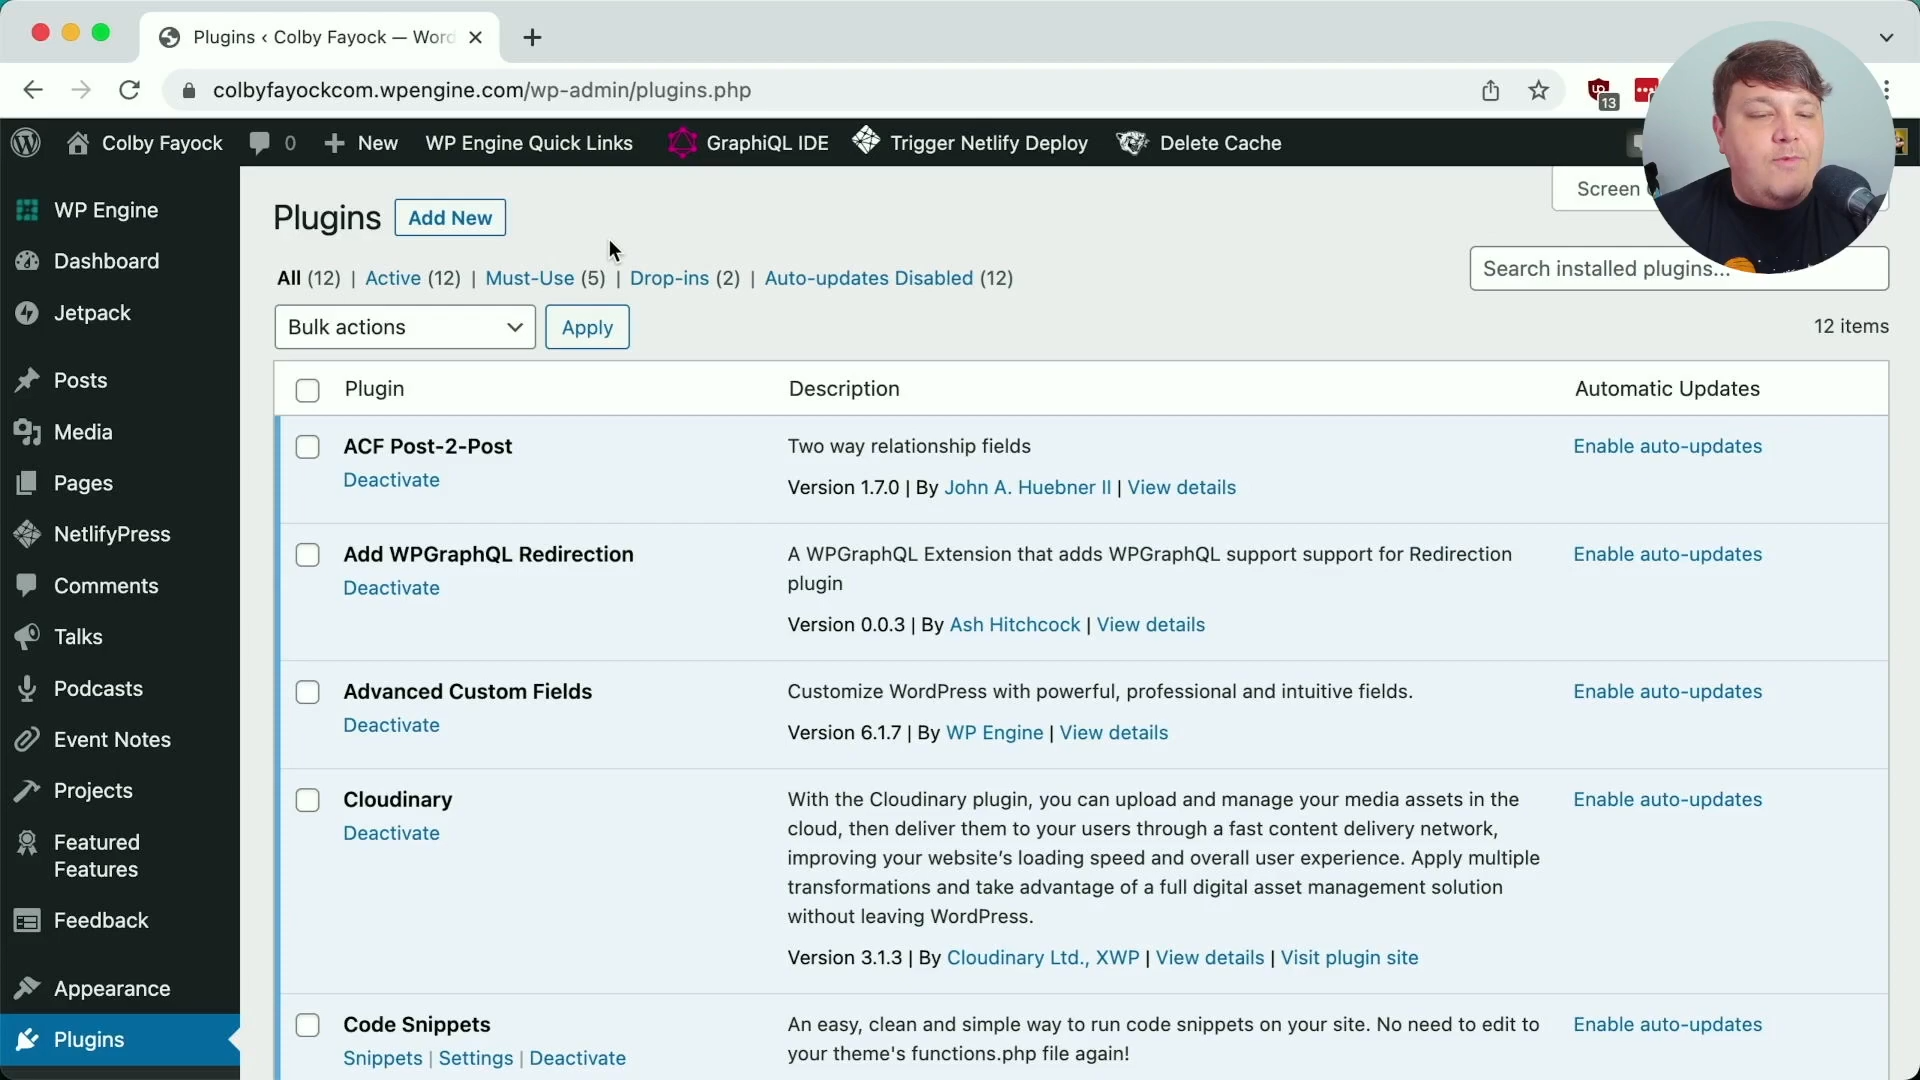 Plugins ‹ Colby Fayock — Word
colbyfayockcom.wpengine.com/wp-admin/plugins.php
13
Colby Fayock
0
New
WP Engine Quick Links
GraphiQL IDE
Trigger Netlify Deploy
Delete Cache
WP Engine
Dashboard
Jetpack
Posts
Media
Pages
NetlifyPress
Comments
Talks
Podcasts
Event Notes
Projects
Featured
Features
Feedback
Appearance
Plugins
Plugins
Add New
Screen
All (12) | Active (12) | Must-Use (5) | Drop-ins (2) | Auto-updates Disabled (12)
Search installed plugins...
Bulk actions
Apply
12 items
Plugin
Description
Automatic Updates
ACF Post-2-Post
Deactivate
Two way relationship fields
Version 1.7.0 | By John A. Huebner II | View details
Enable auto-updates
Add WPGraphQL Redirection
Deactivate
A WPGraphQL Extension that adds WPGraphQL support support for Redirection
plugin
Version 0.0.3 | By Ash Hitchcock | View details
Enable auto-updates
Advanced Custom Fields
Deactivate
Customize WordPress with powerful, professional and intuitive fields.
Version 6.1.7 | By WP Engine | View details
Enable auto-updates
Cloudinary
Deactivate
With the Cloudinary plugin, you can upload and manage your media assets in the
cloud, then deliver them to your users through a fast content delivery network,
improving your website’s loading speed and overall user experience. Apply multiple
transformations and take advantage of a full digital asset management solution
without leaving WordPress.
Version 3.1.3 | By Cloudinary Ltd., XWP | View details | Visit plugin site
Enable auto-updates
Code Snippets
Snippets | Settings | Deactivate
An easy, clean and simple way to run code snippets on your site. No need to edit to
your theme's functions.php file again!
Enable auto-updates